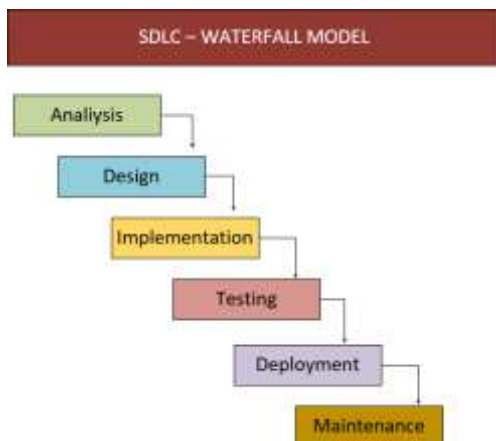 SDLC – WATERFALL MODEL
Analiysis
Design
Implementation
Testing
Deployment
Maintenance